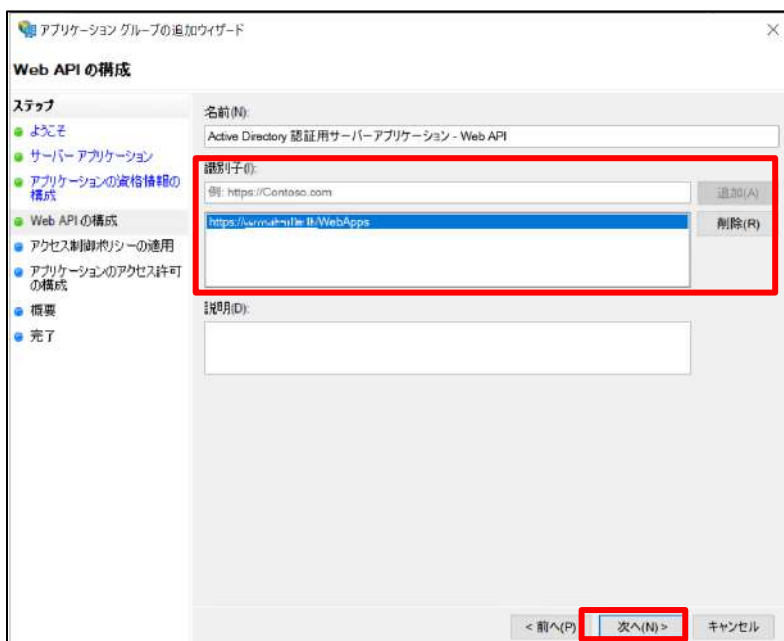 アプリケーション グループの追加ウィザード
Web API の構成
ステップ
ようこそ
サーバー アプリケーション
アプリケーションの資格情報の
構成
Web API の構成
アクセス制御ポリシーの適用
アプリケーションのアクセス許可
の構成
概要
完了
名前(N):
Active Directory 認証用サーバーアプリケーション - Web API
識別子(I):
例: https://Contoso.com
追加(A)
https:// /WebApps
削除(R)
説明(D):
< 前へ(P)
次へ(N) >
キャンセル